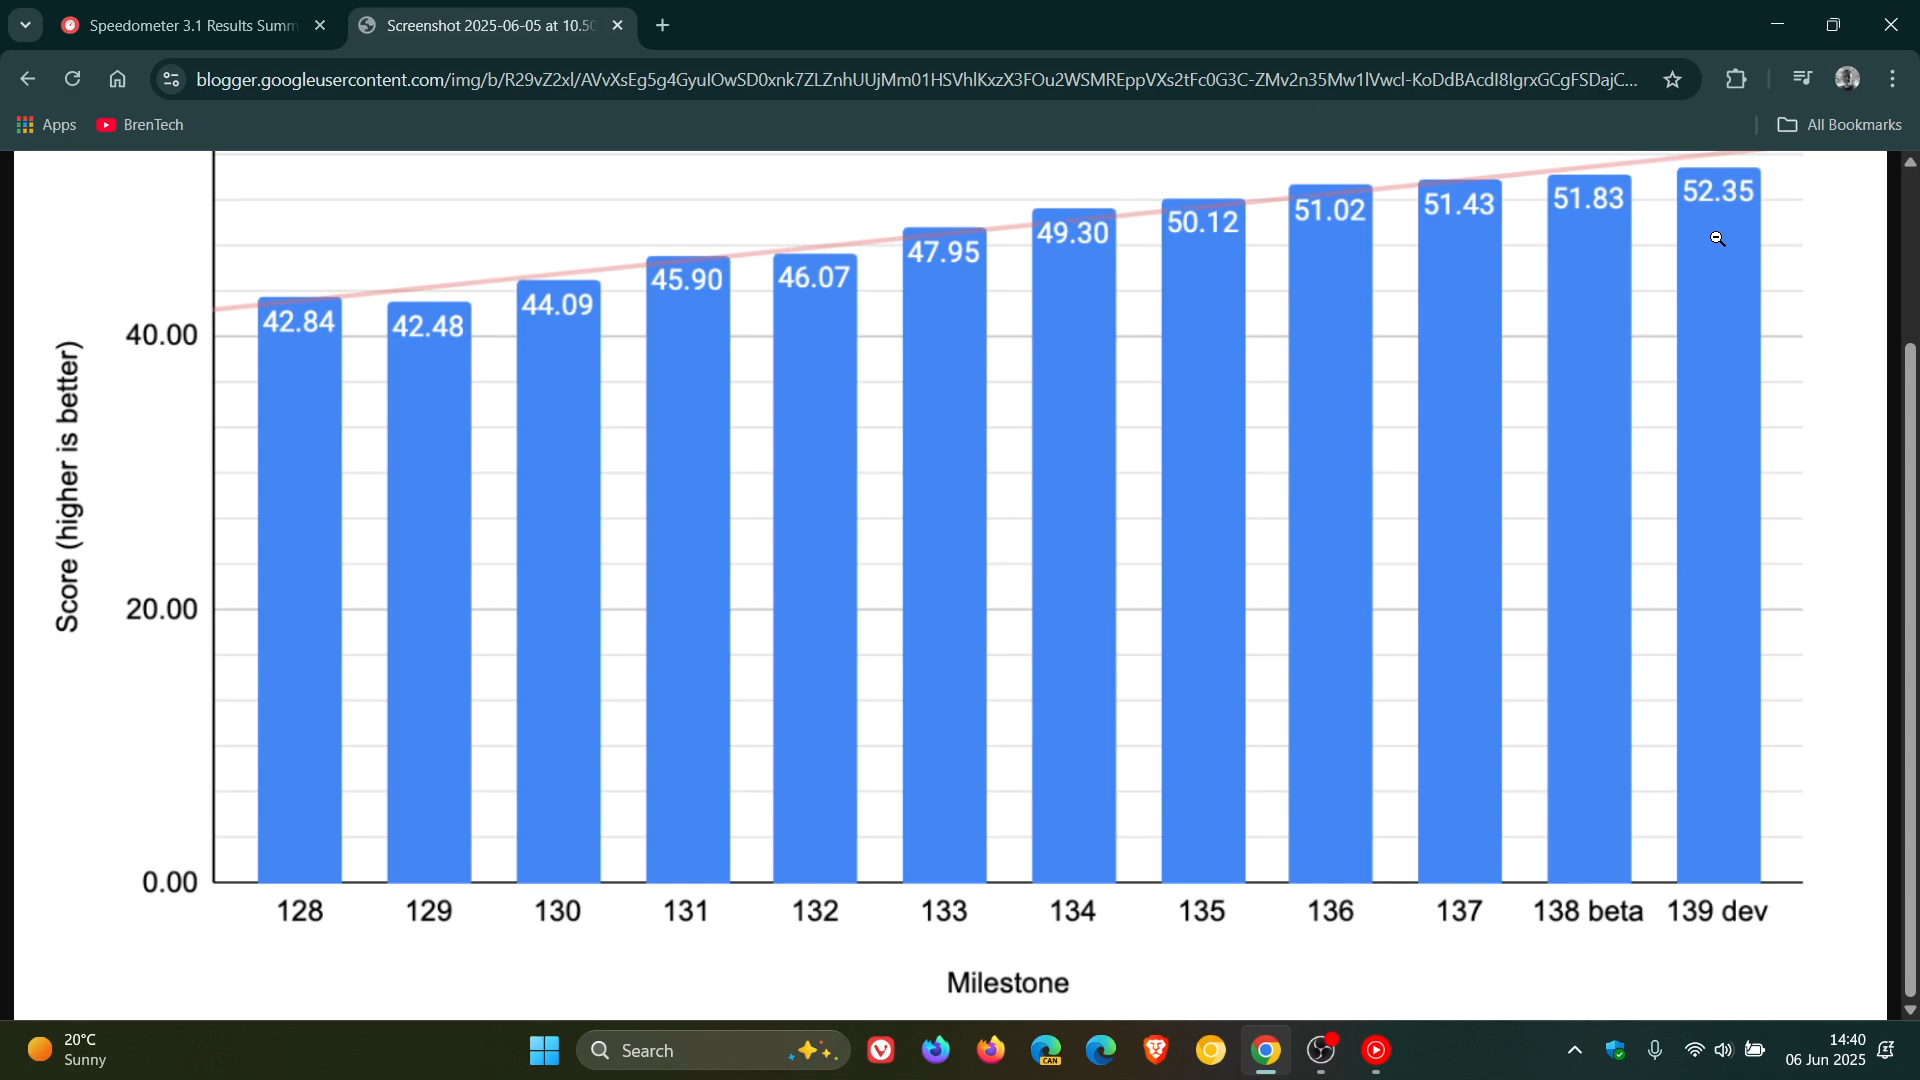 Speedometer 3.1 Results Summ
Screenshot 2025-06-05 at 10.50
blogger.googleusercontent.com/img/b/R29vZ2xl/AVvXsEg5g4GyuIOwSD0xnk7ZLZnhUUjMm01HSVhlKxzX3FOu2WSMREppVXs2tFc0G3C-ZMv2n35Mw1lVwcl-KoDdBAcdI8IgrxGCgFSDajC...
Apps
BrenTech
All Bookmarks
Score (higher is better)
40.00
20.00
0.00
42.84
42.48
44.09
45.90
46.07
47.95
49.30
50.12
51.02
51.43
51.83
52.35
128
129
130
131
132
133
134
135
136
137
138 beta
139 dev
Milestone
20°C
Sunny
Search
CAN
14:40
06 Jun 2025